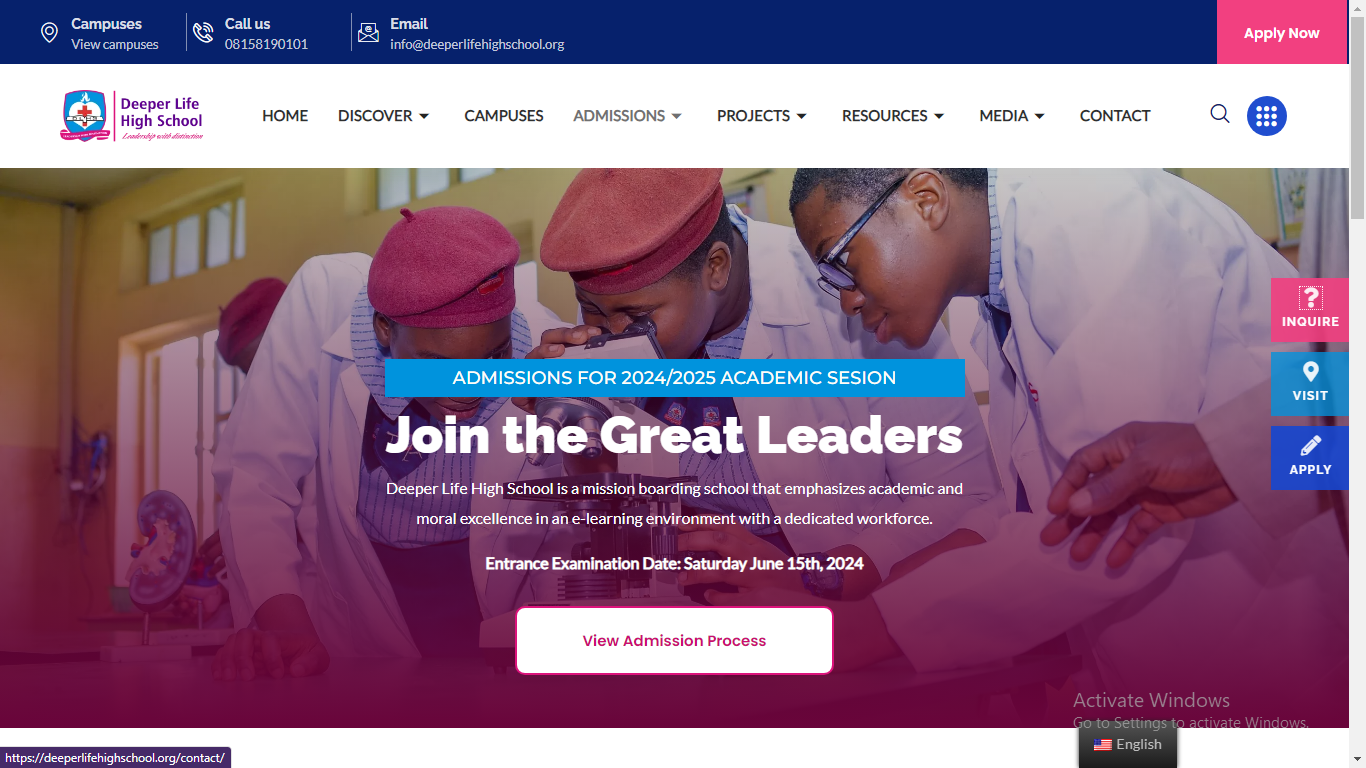 Campuses
View campuses
Call us
08158190101
Email
info@deeperlifehighschool.org
Apply Now
Deeper Life
High School
Leadership with distinction
HOME
DISCOVER
CAMPUSES
ADMISSIONS
PROJECTS
RESOURCES
MEDIA
CONTACT
?
INQUIRE
VISIT
APPLY
ADMISSIONS FOR 2024/2025 ACADEMIC SESION
Join the Great Leaders
Deeper Life High School is a mission boarding school that emphasizes academic and
moral excellence in an e-learning environment with a dedicated workforce.
Entrance Examination Date: Saturday June 15th, 2024
View Admission Process
Activate Windows
Go to Settings to activate Windows.
English
https://deeperlifehighschool.org/contact/